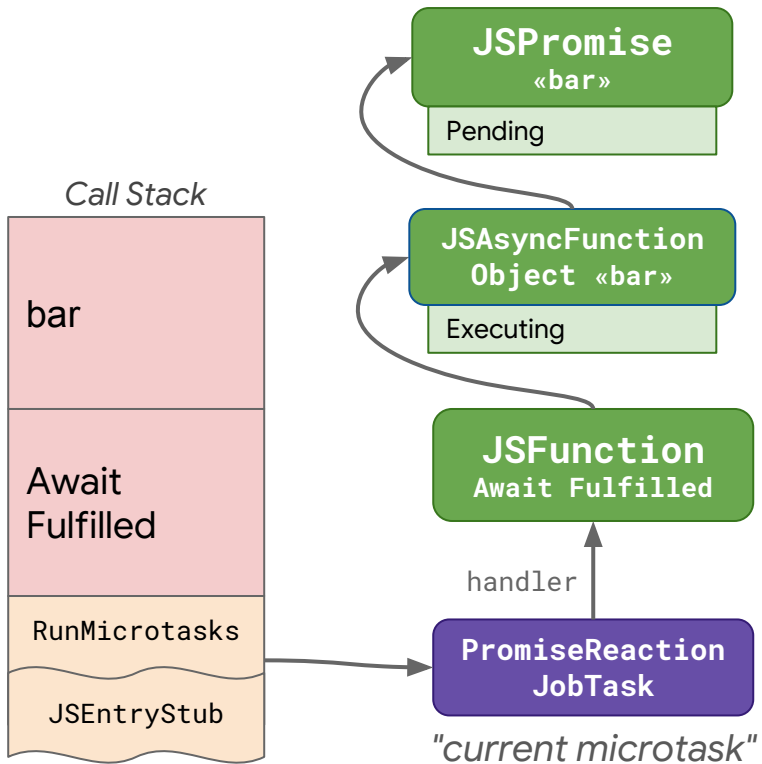 JSPromise
«bar»
Pending
Call Stack
JSAsyncFunction
Object «bar»
bar
Executing
JSFunction
Await Fulfilled
Await
Fulfilled
handler
RunMicrotasks
PromiseReaction
JobTask
JSEntryStub
"current microtask"